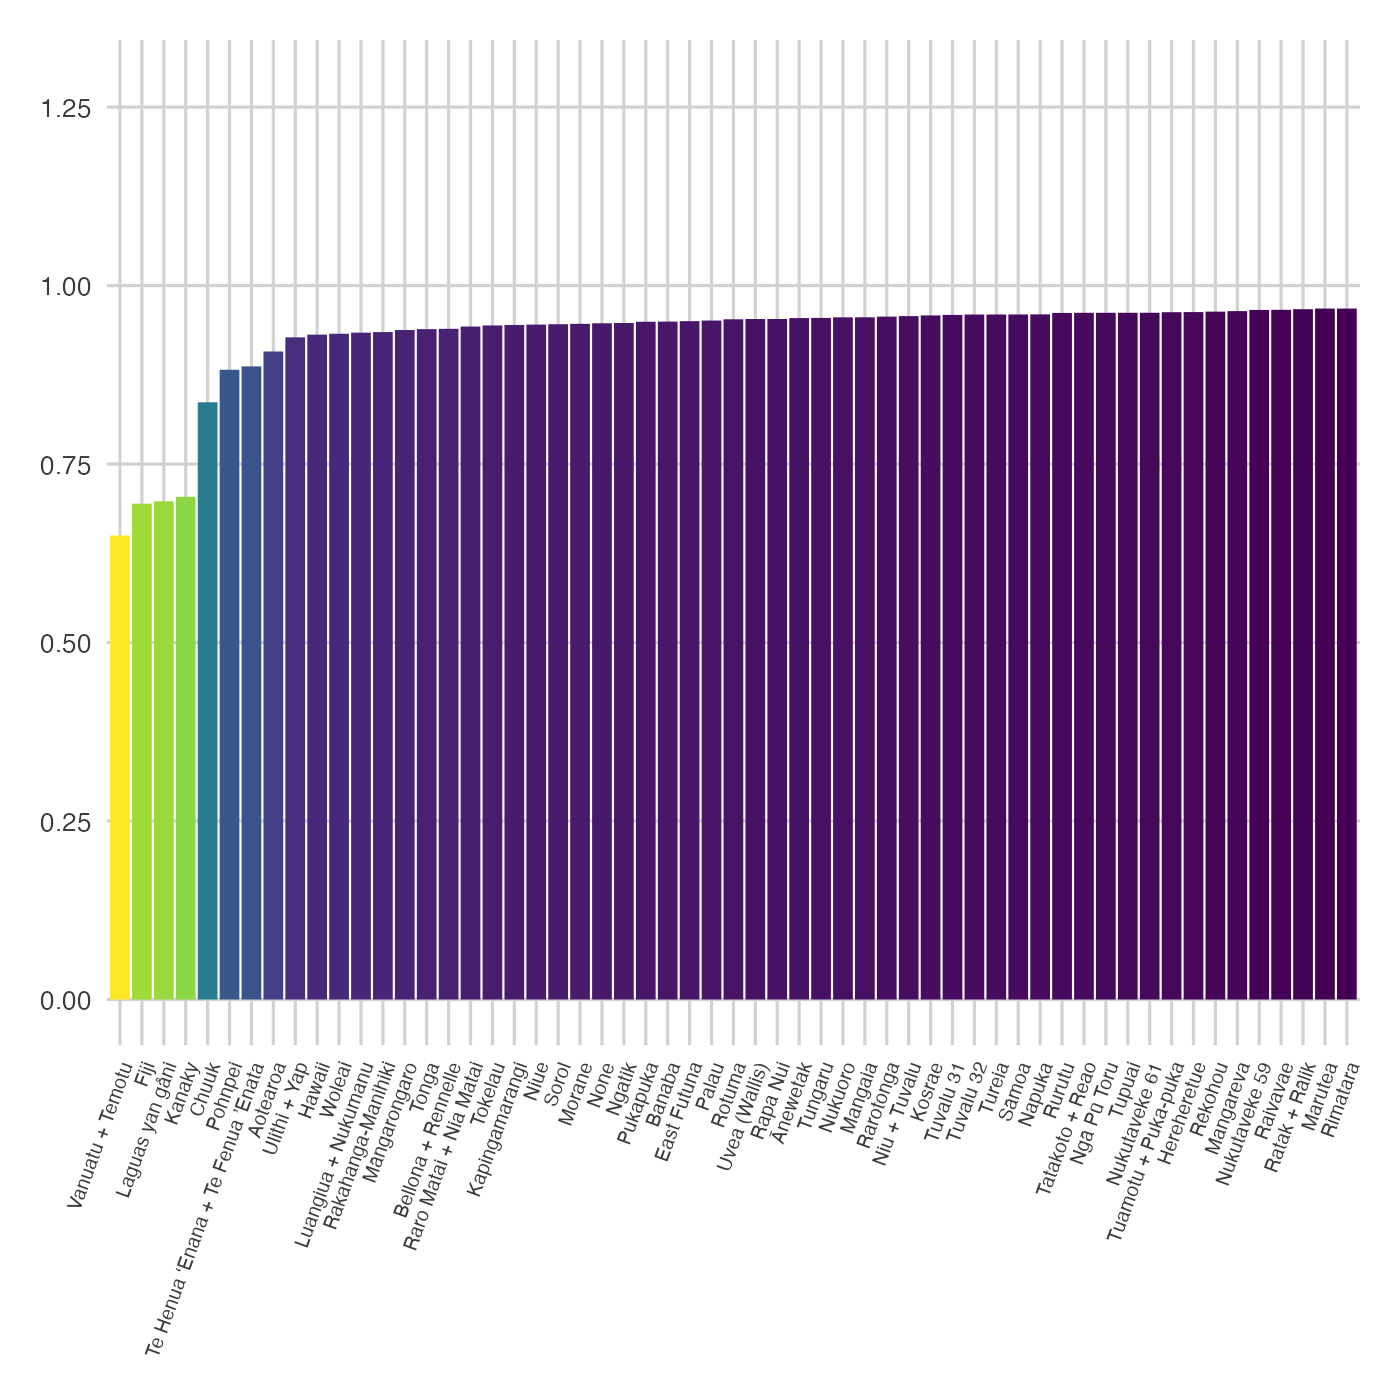 1.25
1.00
0.75
0.50
0.25
0.00
Vanuatu + Temotu
Fiji
Laguas yan gåni
Kanaky
Chuuk
Pohnpei
Te Henua ‘Enana + Te Fenua ’Enata
Aotearoa
Ulithi + Yap
Hawaii
Woleai
Luangiua + Nukumanu
Rakahanga-Manihiki
Mangarongaro
Tonga
Bellona + Rennelle
Raro Matai + Nia Matai
Tokelau
Kapingamarangi
Niue
Sorol
Morane
None
Ngatik
Pukapuka
Banaba
East Futuna
Palau
Rotuma
Uvea (Wallis)
Rapa Nui
Ānewetak
Tungaru
Nukuoro
Mangaia
Rarotonga
Niu + Tuvalu
Kosrae
Tuvalu 31
Tuvalu 32
Tureia
Sāmoa
Napuka
Rurutu
Tatakoto + Reao
Nga Pū Toru
Tupuai
Nukutaveke 61
Tuamotu + Puka-puka
Hereheretue
Rekohou
Mangareva
Nukutaveke 59
Raivavae
Ratak + Ralik
Marutea
Rimatara